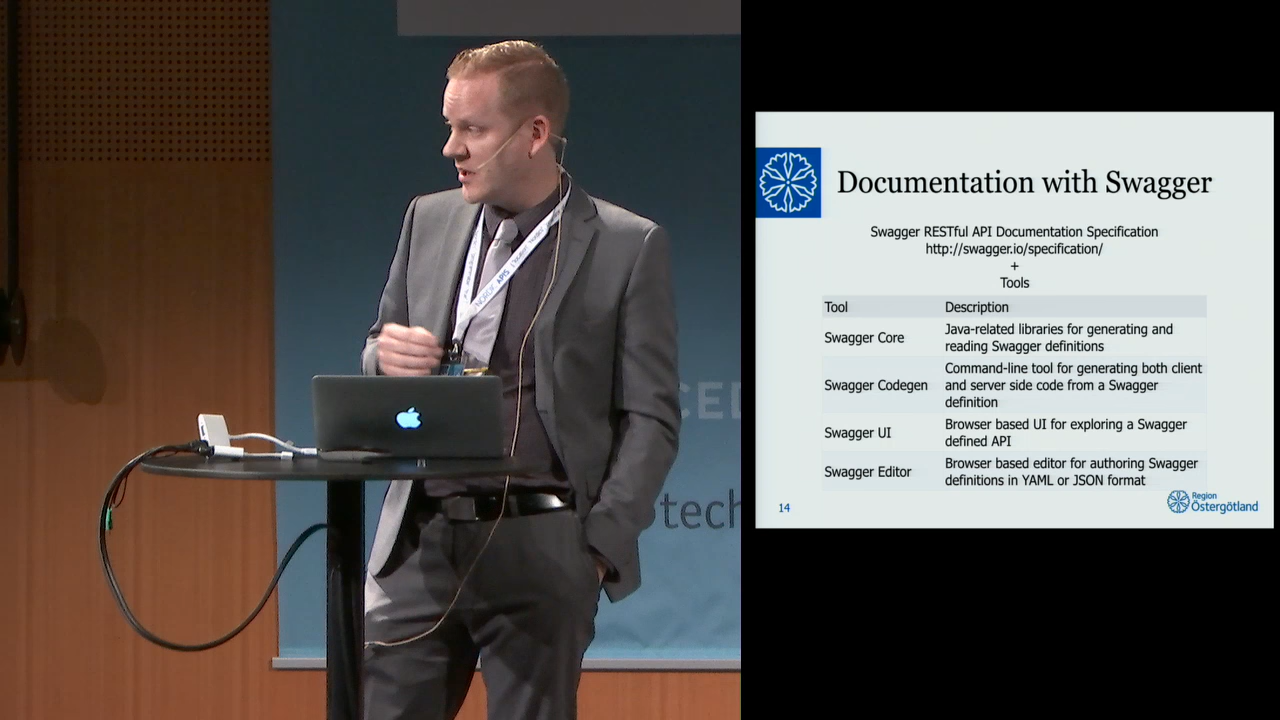 Documentation with Swagger
Swagger RESTful API Documentation Specification
http://swagger.io/specification/
+
Tools
Tool Description
Swagger Core Java-related libraries for generating and
reading Swagger definitions
Swagger Codegen Command-line tool for generating both client
and server side code from a Swagger
definition
Swagger UI Browser based UI for exploring a Swagger
defined API
Swagger Editor Browser based editor for authoring Swagger
definitions in YAML or JSON format
14
Region
Östergötland
NORDIC APIS
CED
tech